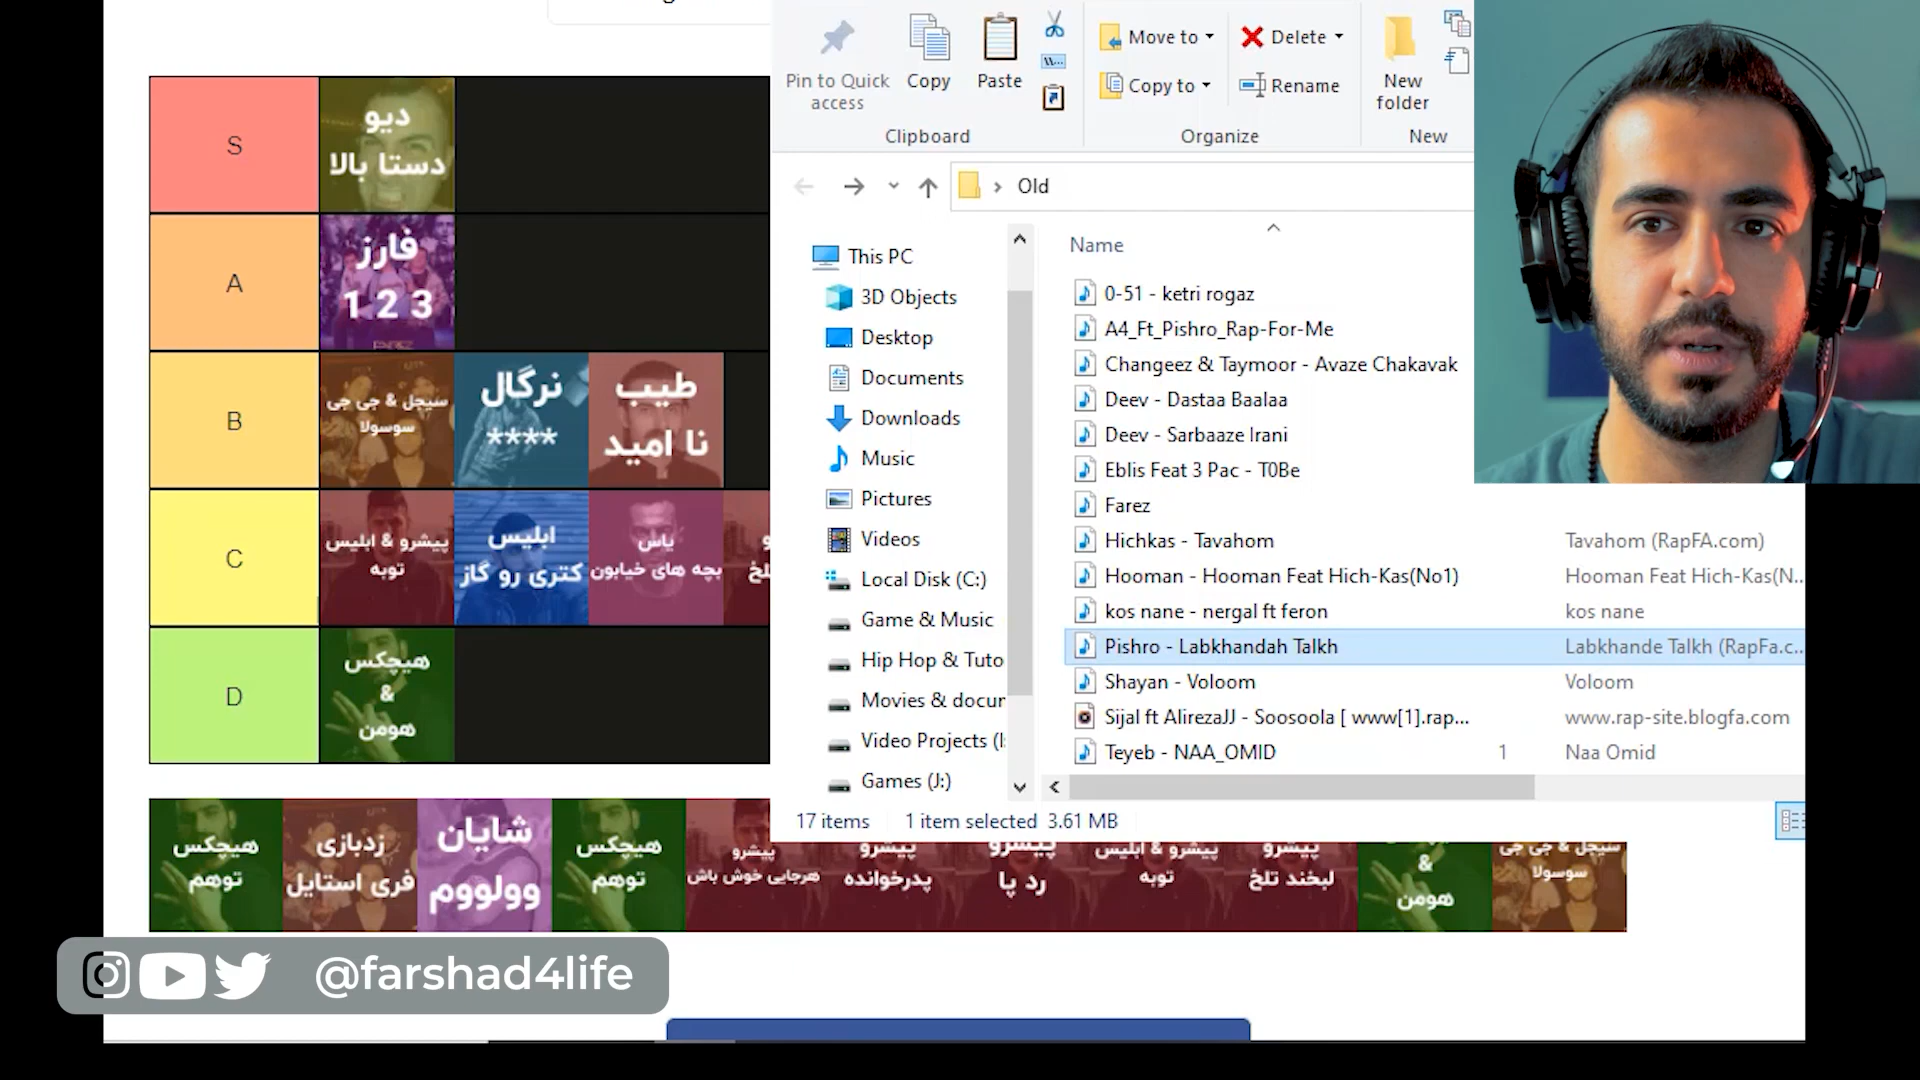 S
دیو
دستا بالا
A
فارز
1 2 3
FAREZ
B
سیجل & جی جی
سوسولا
نرگال
****
طیب
نا امید
C
پیشرو & ابلیس
توبه
ابلیس
کتری رو گاز
یاس
بچه های خیابون
D
هیچکس
&
هومن
هیچکس
توهم
زدبازی
فری استایل
شایان
وولووم
هیچکس
توهم
پیشرو
هرجایی خوش باش
پیشرو
پدرخوانده
پیشرو
رد پا
پیشرو & ابلیس
توبه
پیشرو
لبخند تلخ
&
هومن
سیجل & جی جی
سوسولا
Pin to Quick
access
Copy
Paste
Clipboard
Move to
Copy to
Delete
Rename
Organize
New
folder
New
Old
This PC
3D Objects
Desktop
Documents
Downloads
Music
Pictures
Videos
Local Disk (C:)
Game & Music
Hip Hop & Tuto
Movies & docur
Video Projects (I:
Games (J:)
Name
0-51 - ketri rogaz
A4_Ft_Pishro_Rap-For-Me
Changeez & Taymoor - Avaze Chakavak
Deev - Dastaa Baalaa
Deev - Sarbaaze Irani
Eblis Feat 3 Pac - T0Be
Farez
Hichkas - Tavahom Tavahom (RapFA.com)
Hooman - Hooman Feat Hich-Kas(No1) Hooman Feat Hich-Kas(N...
kos nane - nergal ft feron kos nane
Pishro - Labkhandah Talkh Labkhande Talkh (RapFa.c...
Shayan - Voloom Voloom
Sijal ft AlirezaJJ - Soosoola [ www[1].rap... www.rap-site.blogfa.com
Teyeb - NAA_OMID 1 Naa Omid
17 items 1 item selected 3.61 MB
@farshad4life